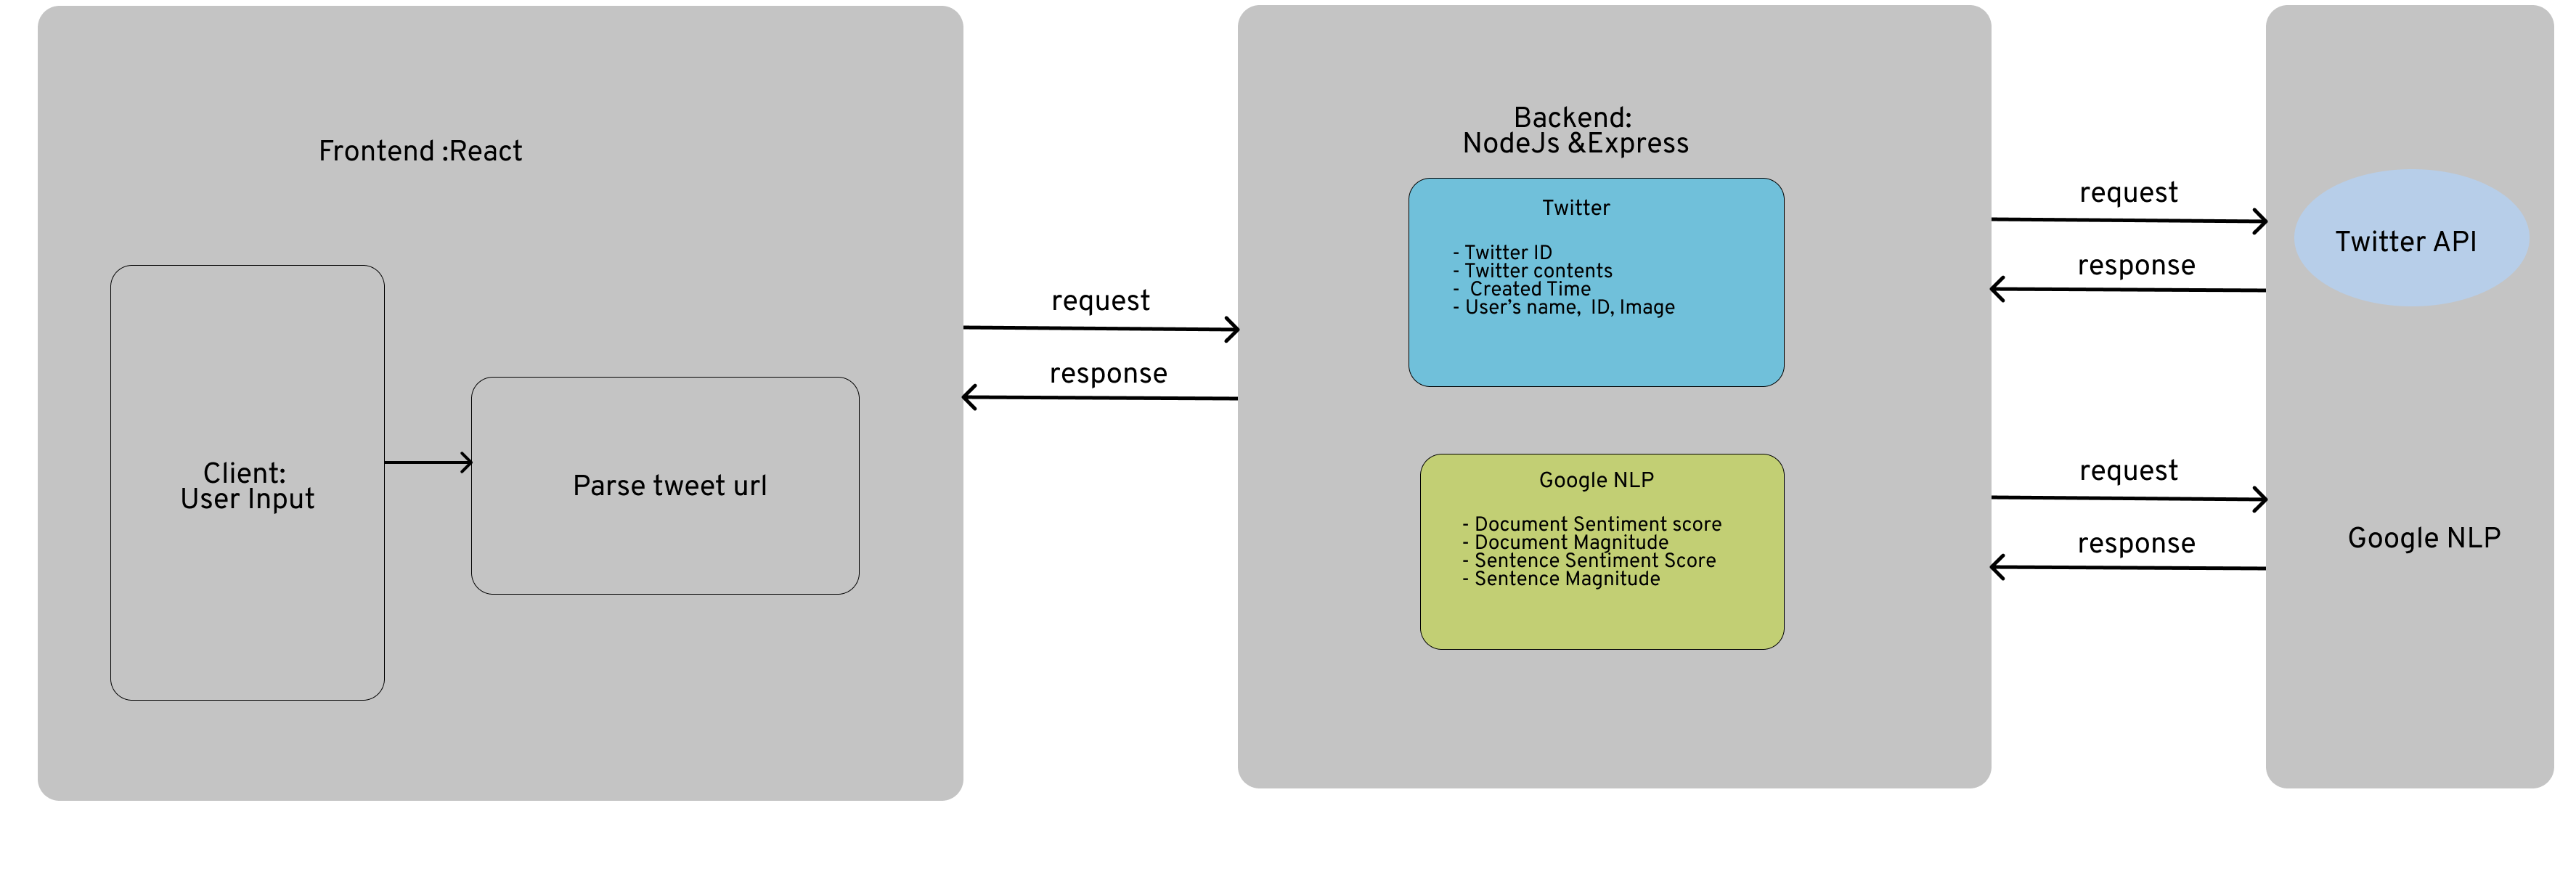 Frontend :React
Client:
User Input
Parse tweet url
request
response
Backend:
NodeJs &Express
Twitter
- Twitter ID
- Twitter contents
-  Created Time
- User’s name,  ID, Image
Google NLP
- Document Sentiment score
- Document Magnitude
- Sentence Sentiment Score
- Sentence Magnitude
request
response
request
response
Twitter API
Google NLP